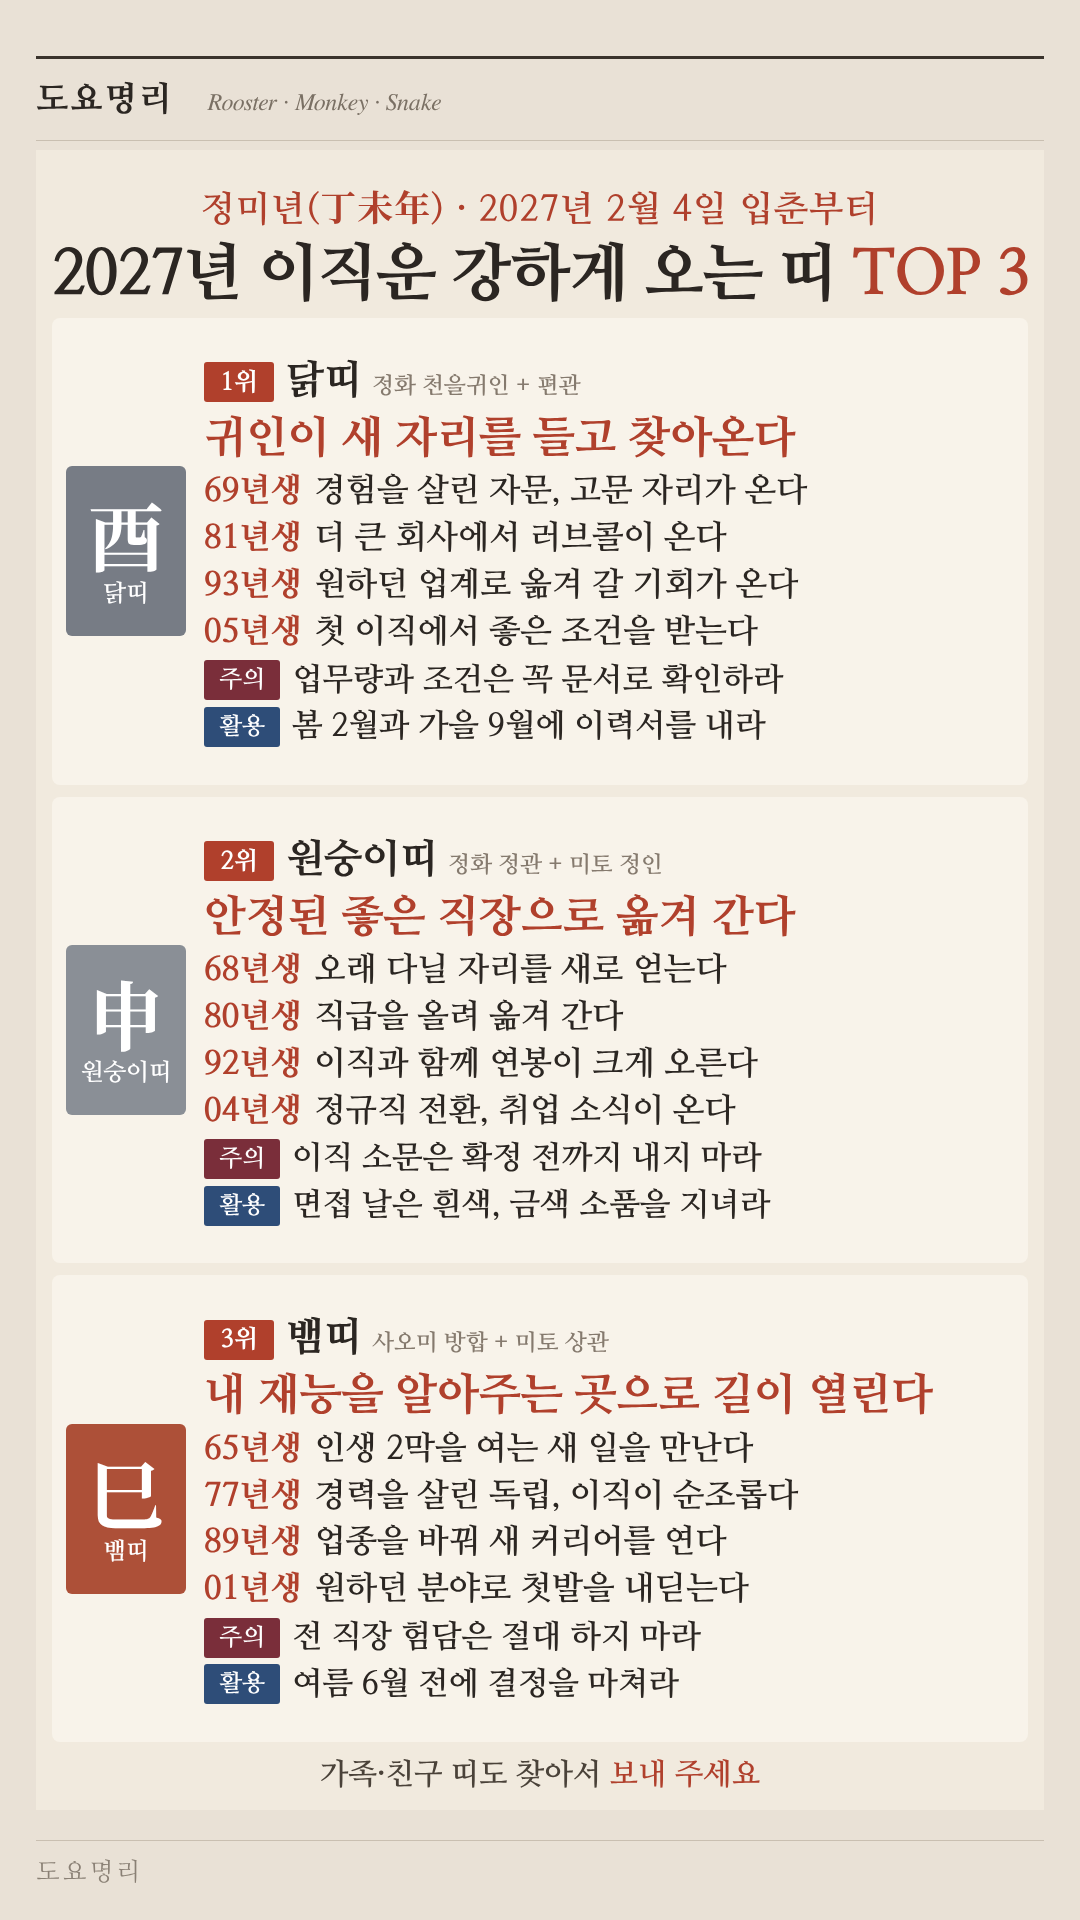 도요명리 Rooster · Monkey · Snake
정미년(丁未年) · 2027년 2월 4일 입춘부터
2027년 이직운 강하게 오는 띠 TOP 3
酉
닭띠
1위 닭띠 정화 천을귀인 + 편관
귀인이 새 자리를 들고 찾아온다
69년생 경험을 살린 자문, 고문 자리가 온다
81년생 더 큰 회사에서 러브콜이 온다
93년생 원하던 업계로 옮겨 갈 기회가 온다
05년생 첫 이직에서 좋은 조건을 받는다
주의 업무량과 조건은 꼭 문서로 확인하라
활용 봄 2월과 가을 9월에 이력서를 내라
申
원숭이띠
2위 원숭이띠 정화 정관 + 미토 정인
안정된 좋은 직장으로 옮겨 간다
68년생 오래 다닐 자리를 새로 얻는다
80년생 직급을 올려 옮겨 간다
92년생 이직과 함께 연봉이 크게 오른다
04년생 정규직 전환, 취업 소식이 온다
주의 이직 소문은 확정 전까지 내지 마라
활용 면접 날은 흰색, 금색 소품을 지녀라
巳
뱀띠
3위 뱀띠 사오미 방합 + 미토 상관
내 재능을 알아주는 곳으로 길이 열린다
65년생 인생 2막을 여는 새 일을 만난다
77년생 경력을 살린 독립, 이직이 순조롭다
89년생 업종을 바꿔 새 커리어를 연다
01년생 원하던 분야로 첫발을 내딛는다
주의 전 직장 험담은 절대 하지 마라
활용 여름 6월 전에 결정을 마쳐라
가족·친구 띠도 찾아서 보내 주세요
도요명리